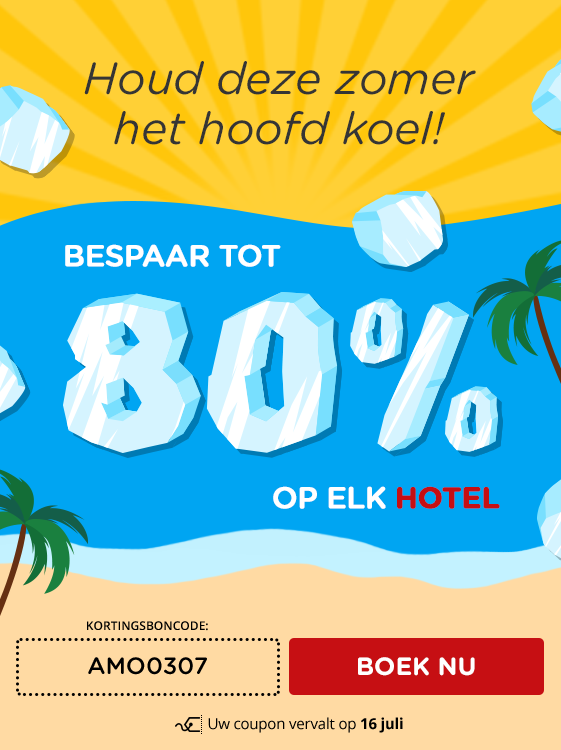 Houd deze zomer
het hoofd koel!
BESPAAR TOT
80%
OP ELK HOTEL
KORTINGSBONCODE:
AMO0307
BOEK NU
Uw coupon vervalt op 16 juli